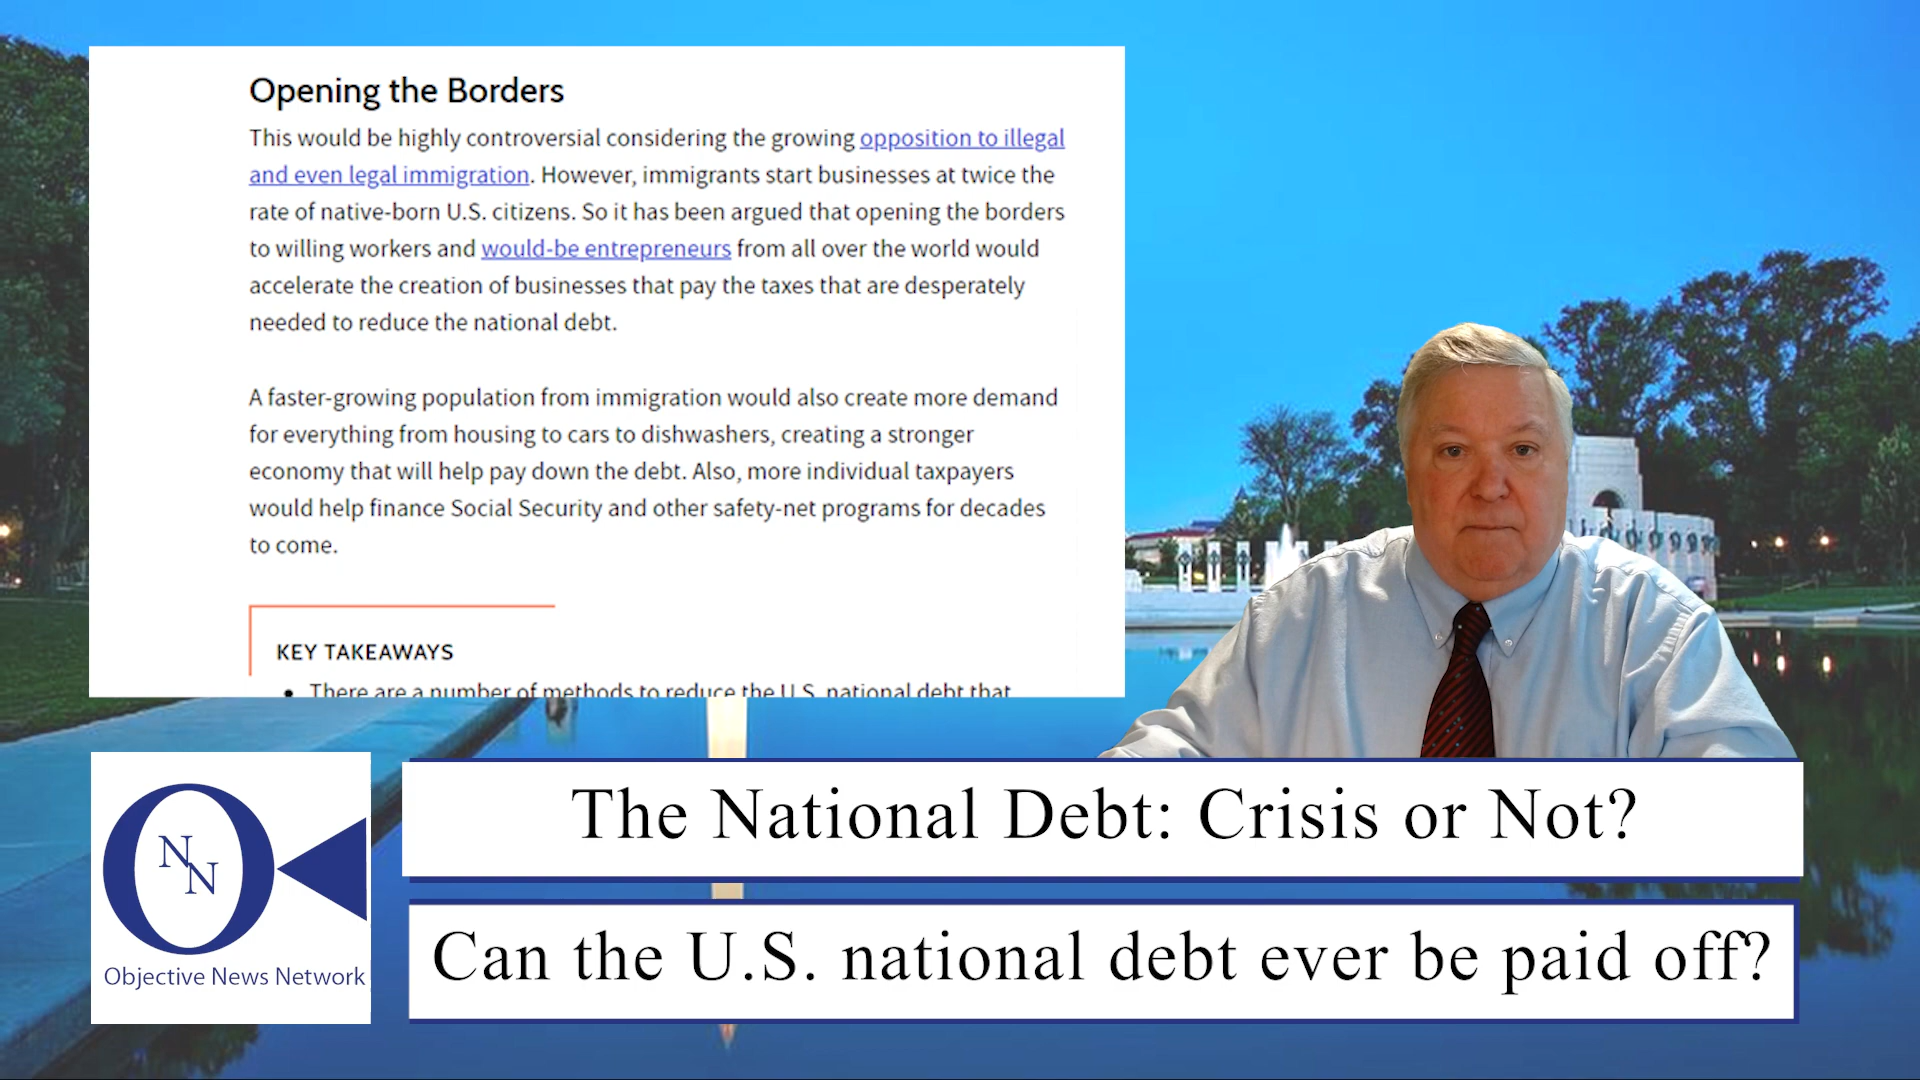 Opening the Borders
This would be highly controversial considering the growing opposition to illegal
and even legal immigration. However, immigrants start businesses at twice the
rate of native-born U.S. citizens. So it has been argued that opening the borders
to willing workers and would-be entrepreneurs from all over the world would
accelerate the creation of businesses that pay the taxes that are desperately
needed to reduce the national debt.
A faster-growing population from immigration would also create more demand
for everything from housing to cars to dishwashers, creating a stronger
economy that will help pay down the debt. Also, more individual taxpayers
would help finance Social Security and other safety-net programs for decades
to come.
KEY TAKEAWAYS
• There are a number of methods to reduce the U.S. national debt that
N
N
Objective News Network
The National Debt: Crisis or Not?
Can the U.S. national debt ever be paid off?